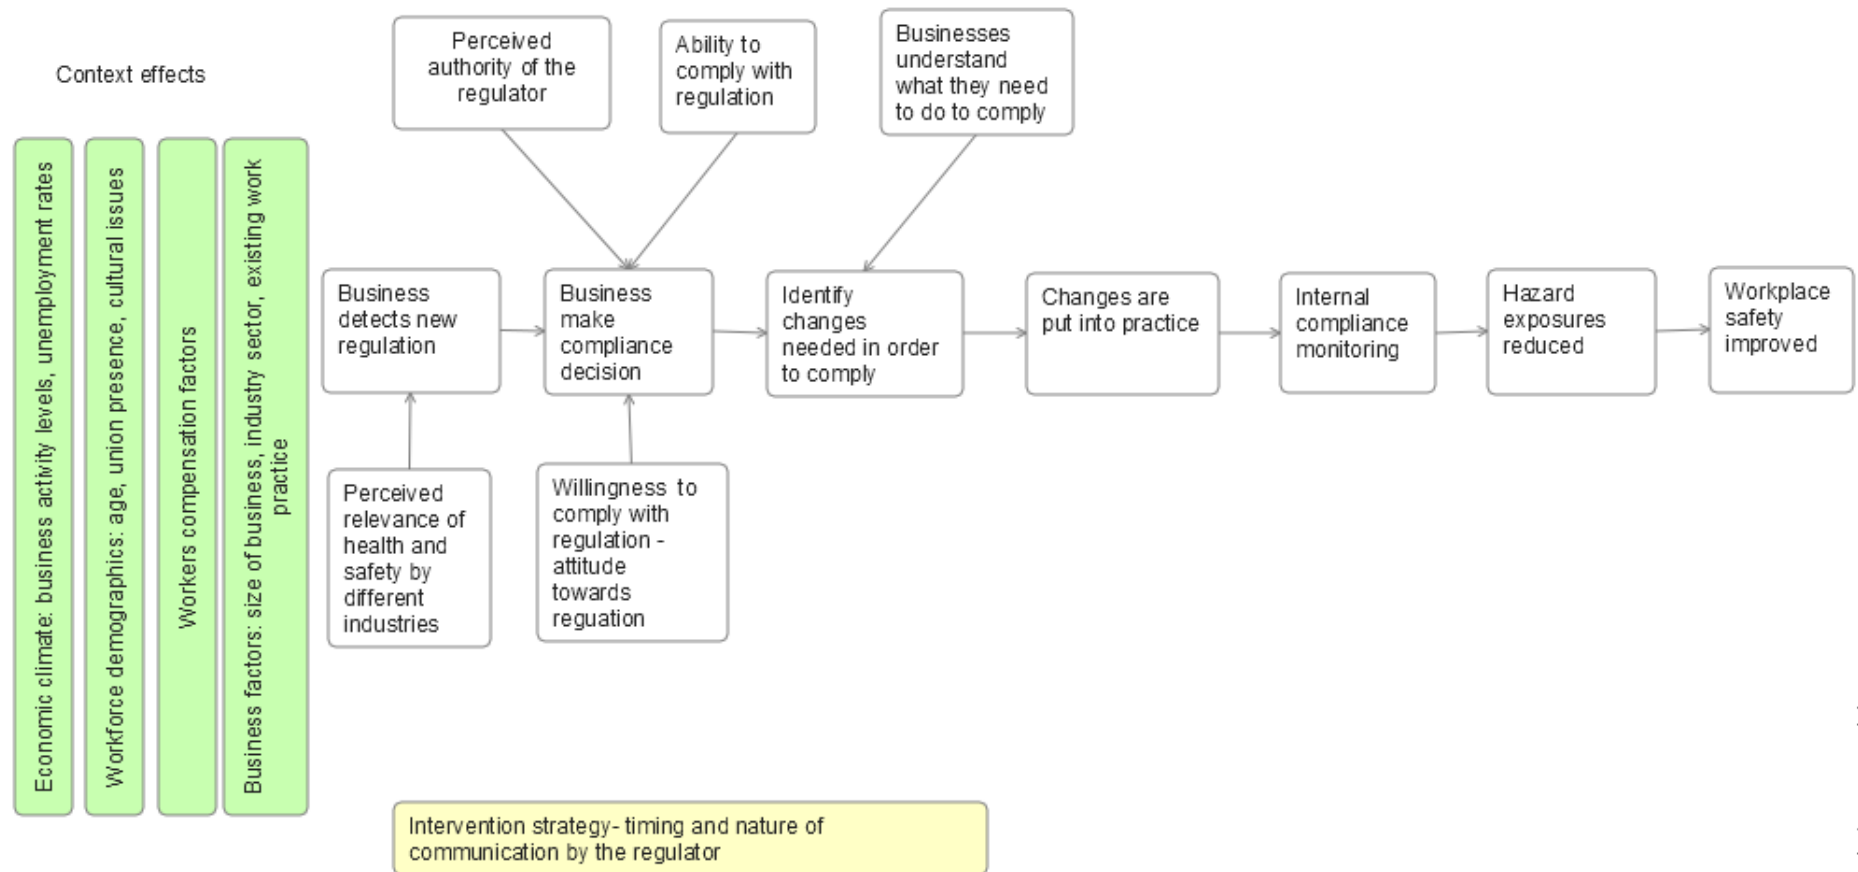 Context effects
Economic climate: business activity levels, unemployment rates
Workforce demographics: age, union presence, cultural issues
Workers compensation factors
Business factors: size of business, industry sector, existing work
practice
Perceived
authority of the
regulator
Ability to
comply with
regulation
Businesses
understand
what they need
to do to comply
Business
detects new
regulation
Business
make
compliance
decision
Identify
changes
needed in order
to comply
Changes are
put into practice
Internal
compliance
monitoring
Hazard
exposures
reduced
Workplace
safety
improved
Perceived
relevance of
health and
safety by
different
industries
Willingness to
comply with
regulation -
attitude
towards
reguation
Intervention strategy- timing and nature of
communication by the regulator